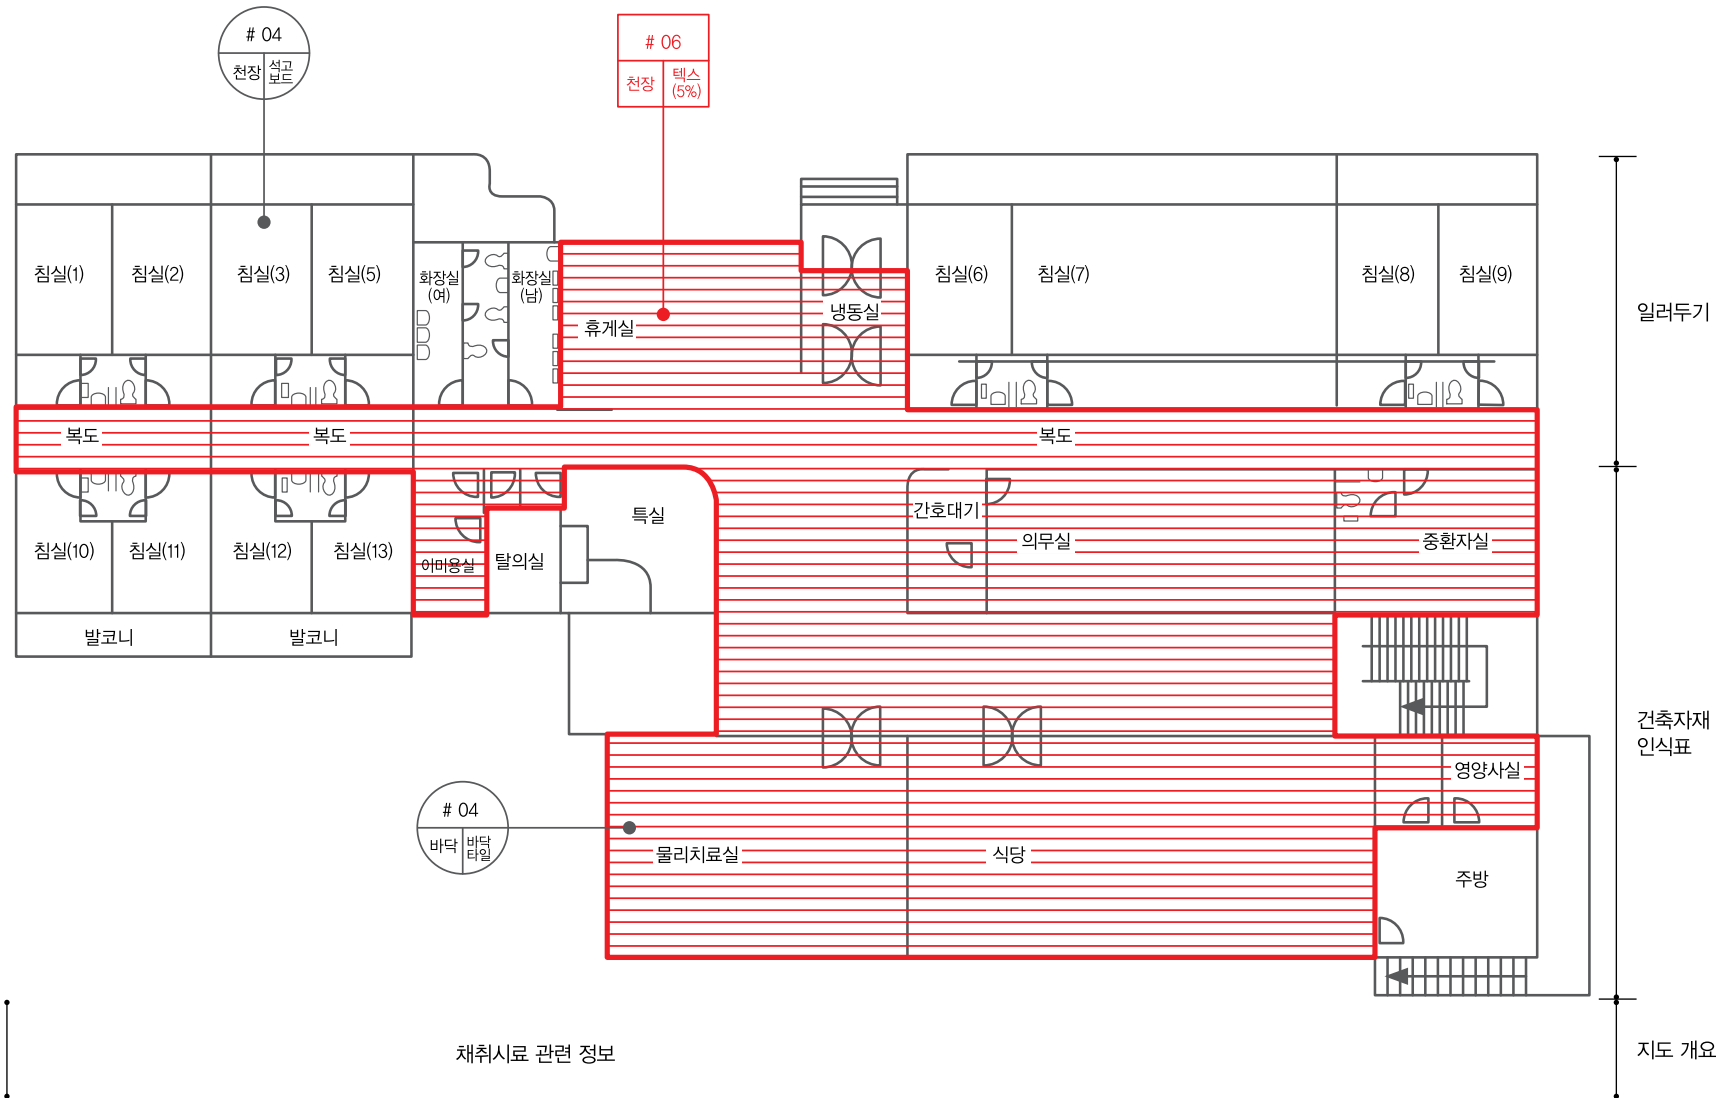 # 04
천장
석고
보드
# 06
천장
텍스
(5%)
침실(1)
침실(2)
침실(3)
침실(5)
화장실
(여)
화장실
(남)
휴게실
냉동실
침실(6)
침실(7)
침실(8)
침실(9)
일러두기
복도
복도
복도
침실(10)
침실(11)
침실(12)
침실(13)
이미용실
탈의실
특실
간호대기
의무실
중환자실
발코니
발코니
건축자재
인식표
영양사실
# 04
바닥
바닥
타일
물리치료실
식당
주방
채취시료 관련 정보
지도 개요